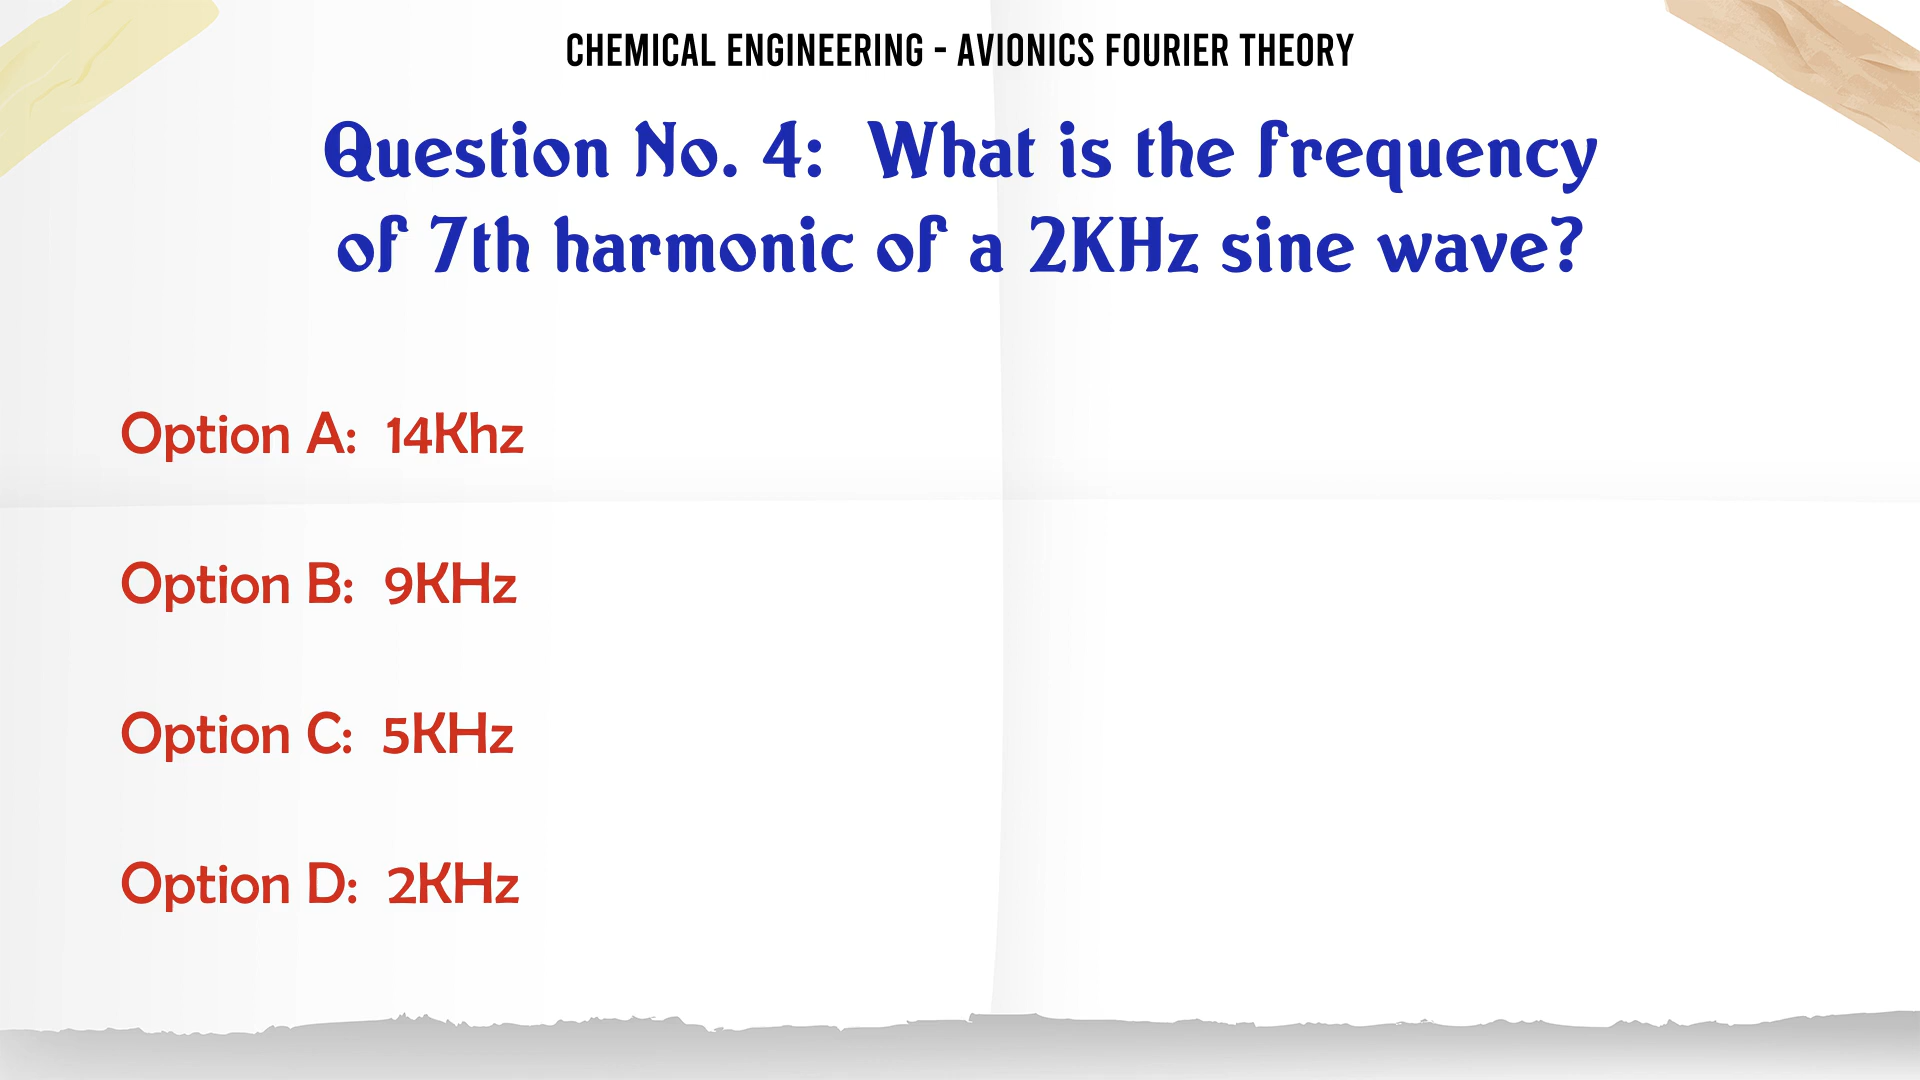 CHEMICAL ENGINEERING - AVIONICS FOURIER THEORY
Question No. 4: What is the frequency
of 7th harmonic of a 2KHz sine wave?
Option A: 14Khz
Option B: 9KHz
Option C: 5KHz
Option D: 2KHz